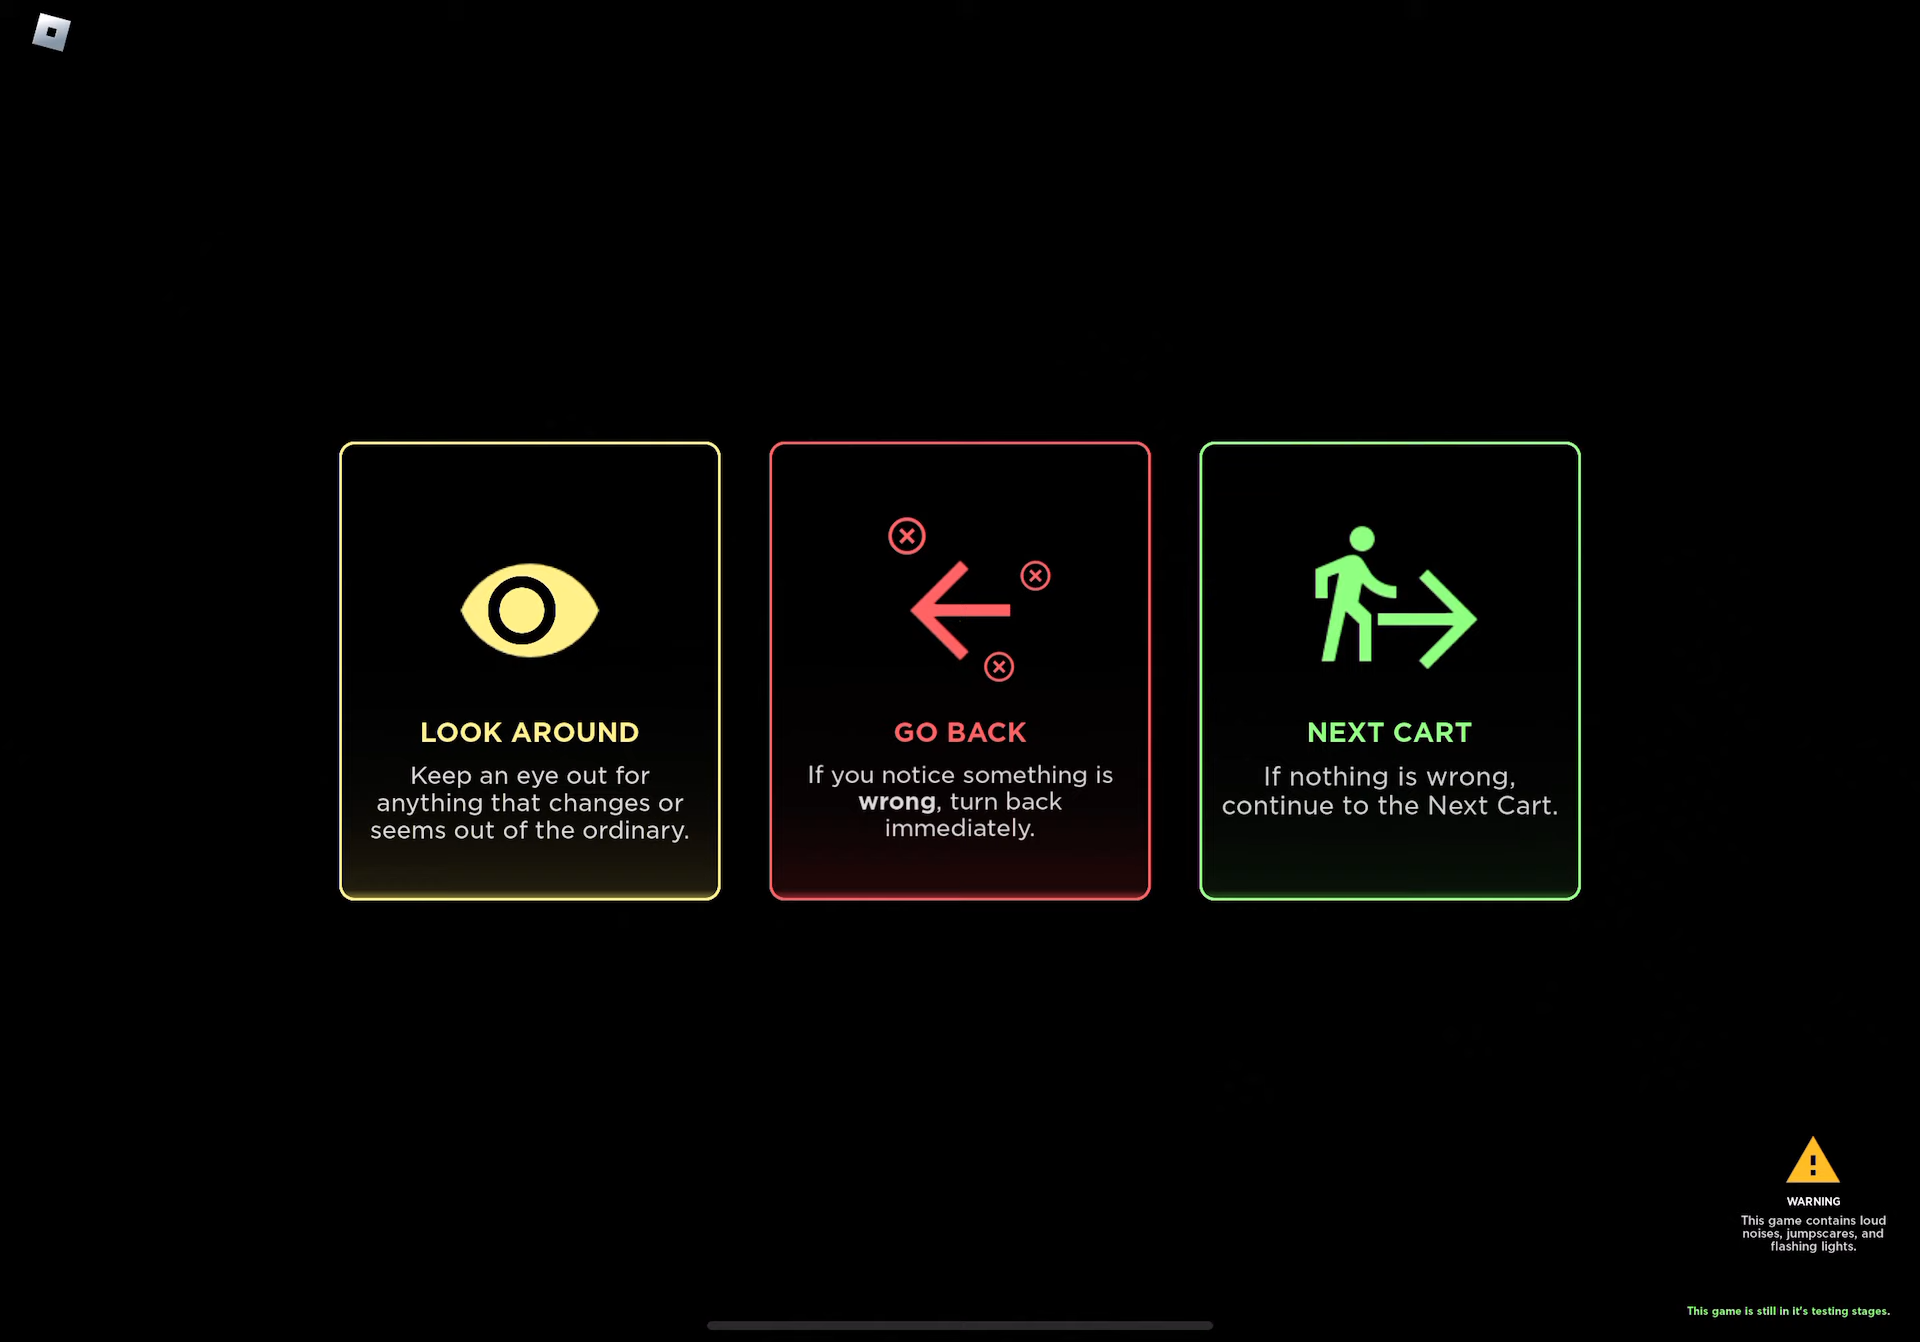 LOOK AROUND
Keep an eye out for
anything that changes or
seems out of the ordinary.
GO BACK
If you notice something is
wrong, turn back
immediately.
NEXT CART
If nothing is wrong,
continue to the Next Cart.
WARNING
This game contains loud
noises, jumpscares, and
flashing lights.
This game is still in it's testing stages.